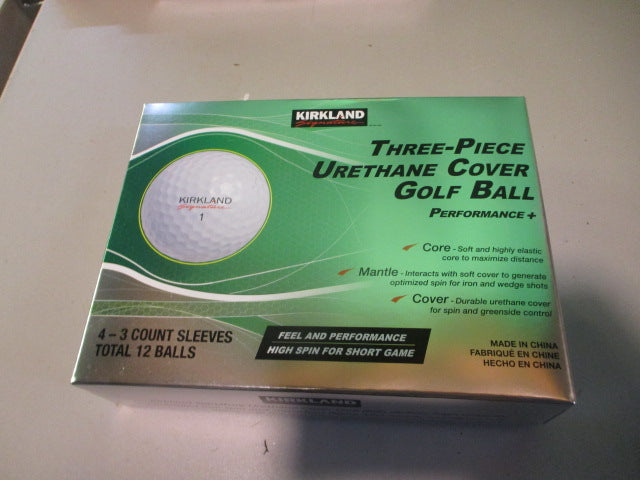 KIRKLAND
Signature
THREE-PIECE
URETHANE COVER
GOLF BALL
PERFORMANCE+
KIRKLAND
Signature
1
Core - Soft and highly elastic
core to maximize distance
Mantle - Interacts with soft cover to generate
optimized spin for iron and wedge shots
Cover - Durable urethane cover
for spin and greenside control
4 – 3 COUNT SLEEVES
TOTAL 12 BALLS
FEEL AND PERFORMANCE
HIGH SPIN FOR SHORT GAME
MADE IN CHINA
FABRIQUÉ EN CHINE
HECHO EN CHINA
KIRKLAND